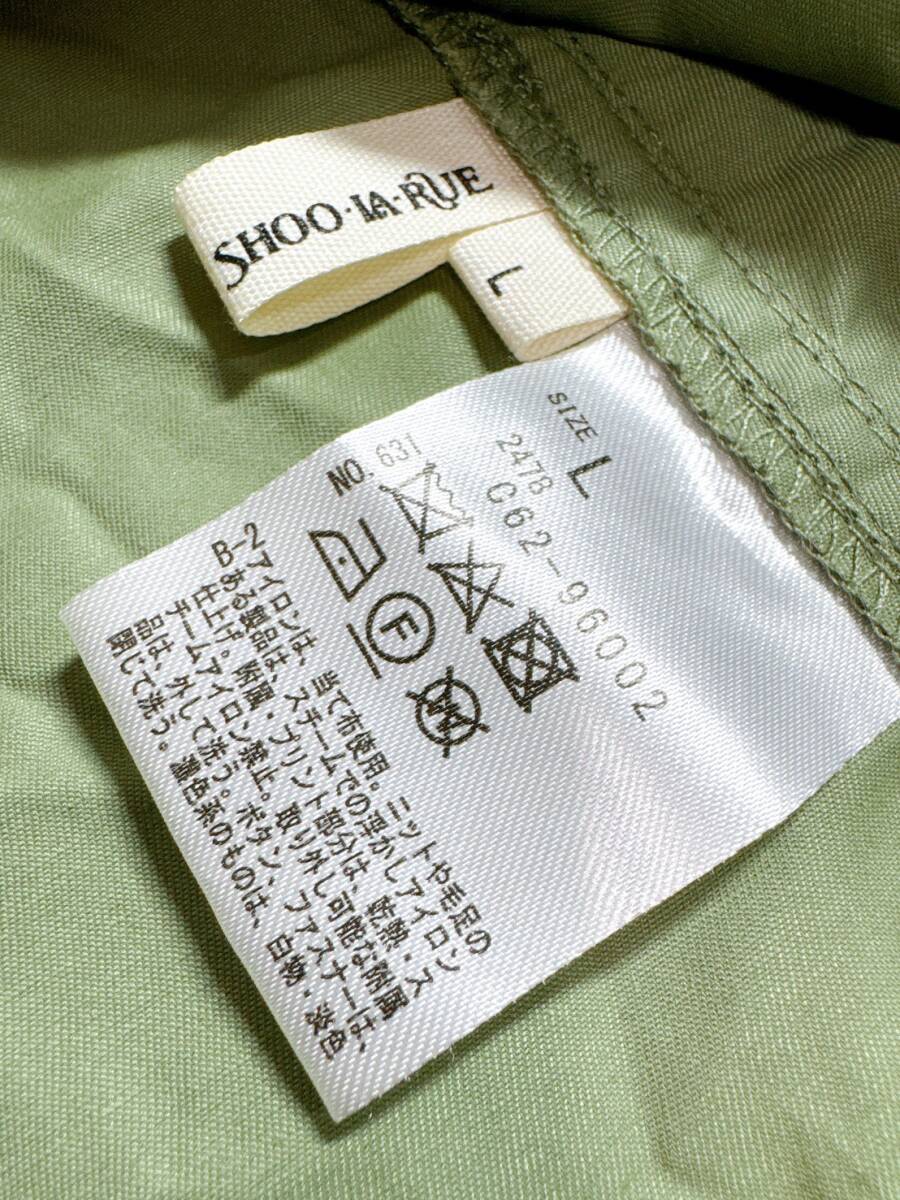 SHOO·LA·RUE
L
SIZE L
2478
C62-96002
NO. 631
F
W
B-2
アイロンは、当て布使用。ニットや毛足の
ある製品は、スチームでの浮かしアイロン
仕上げ。附属・プリント部分は、乾熱・ス
チームアイロン禁止。取り外し可能な附属
品は、外して洗う。ボタン、ファスナーは、
閉じて洗う。濃色系のものは、白物・淡色